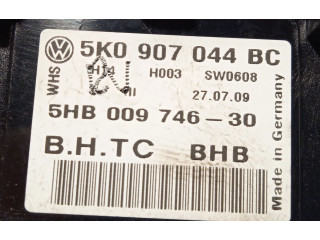 5K0 907 044 BC
WHS
H003 SW0608
27.07.09
5HB 009 746-30
B.H.TC BHB
Made in Germany